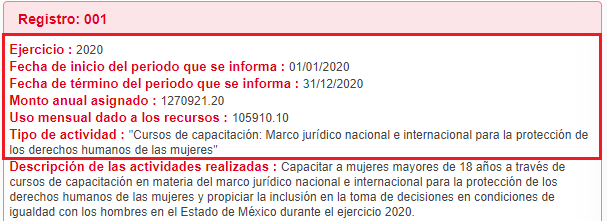 Registro: 001
Ejercicio : 2020
Fecha de inicio del periodo que se informa : 01/01/2020
Fecha de término del periodo que se informa : 31/12/2020
Monto anual asignado : 1270921.20
Uso mensual dado a los recursos : 105910.10
Tipo de actividad : "Cursos de capacitación: Marco jurídico nacional e internacional para la protección de
los derechos humanos de las mujeres"
Descripción de las actividades realizadas : Capacitar a mujeres mayores de 18 años a través de
cursos de capacitación en materia del marco jurídico nacional e internacional para la protección de los
derechos humanos de las mujeres y propiciar la inclusión en la toma de decisiones en condiciones de
igualdad con los hombres en el Estado de México durante el ejercicio 2020.